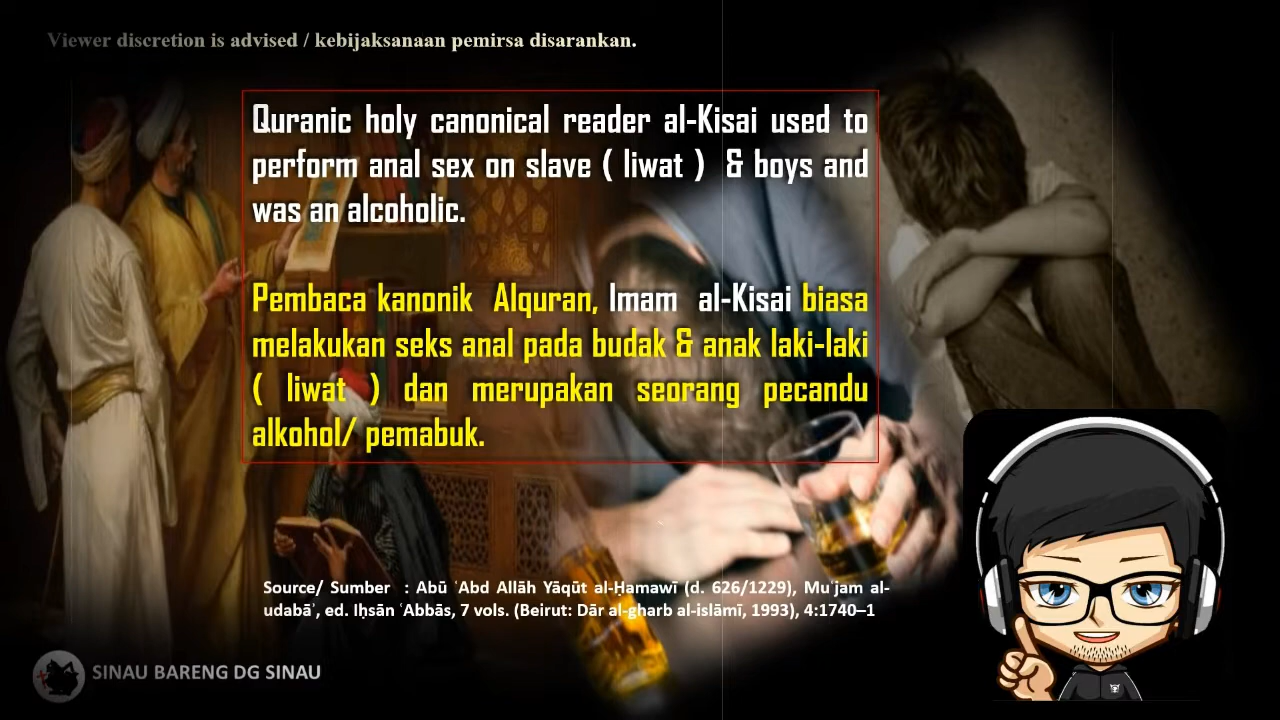 Viewer discretion is advised / kebijaksanaan pemirsa disarankan.
Quranic holy canonical reader al-Kisai used to
perform anal sex on slave ( liwat ) & boys and
was an alcoholic.
Pembaca kanonik Alquran, Imam al-Kisai biasa
melakukan seks anal pada budak & anak laki-laki
( liwat ) dan merupakan seorang pecandu
alkohol/ pemabuk.
Source/ Sumber : Abū ʿAbd Allāh Yāqūt al-Ḥamawī (d. 626/1229), Muʿjam al-
udabāʾ, ed. Iḥsān ʿAbbās, 7 vols. (Beirut: Dār al-gharb al-islāmī, 1993), 4:1740–1
SINAU BARENG DG SINAU